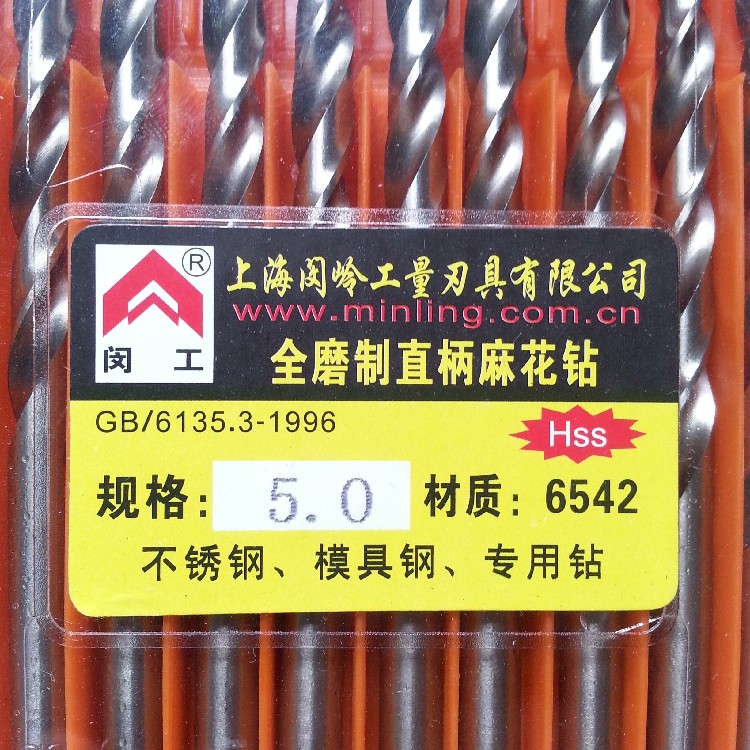 ®
上海闵岭工量刃具有限公司
www.minling.com.cn
闵工
全磨制直柄麻花钻
GB/6135.3-1996
Hss
规格: 5.0 材质: 6542
不锈钢、模具钢、专用钻